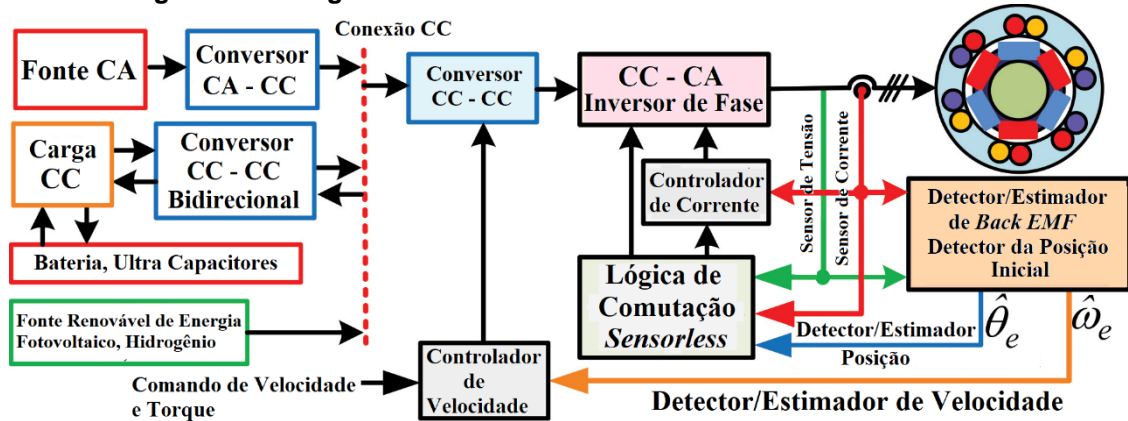 Conexão CC
Fonte CA
Conversor
CA - CC
Conversor
CC - CC
CC - CA
Inversor de Fase
Carga
CC
Conversor
CC - CC
Bidirecional
Bateria, Ultra Capacitores
Fonte Renovável de Energia
Fotovoltaico, Hidrogênio
Comando de Velocidade
e Torque
Controlador
de
Velocidade
Controlador
de Corrente
Lógica de
Comutação
Sensorless
Sensor de Tensão
Sensor de Corrente
Detector/Estimador
de Back EMF
Detector da Posição
Inicial
θ̂e
ω̂e
Detector/Estimador
Posição
Detector/Estimador de Velocidade